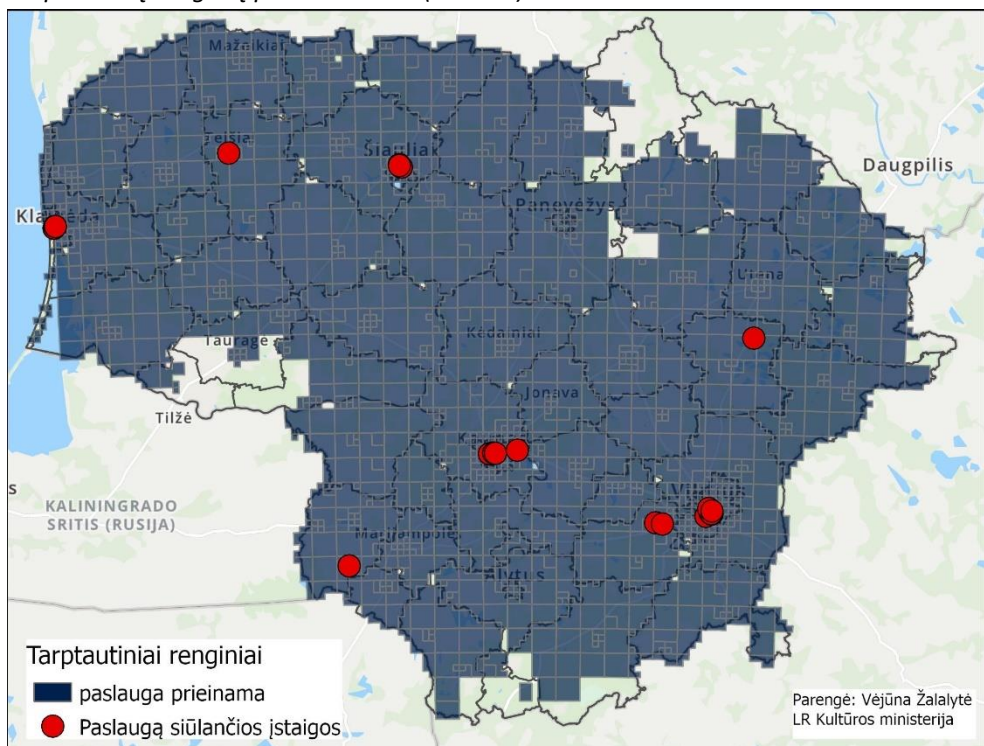 Mažeikiai
Šiauliai
Daugpilis
Klaipėda
Panevėžys
Utena
Kėdainiai
Tauragė
Jonava
Tilžė
s
KALININGRADO
SRITIS (RUSIJA)
Marijampolė
Alytus
Tarptautiniai renginiai
paslauga prieinama
Paslaugą siūlančios įstaigos
Parengė: Vėjūna Žalalytė
LR Kultūros ministerija